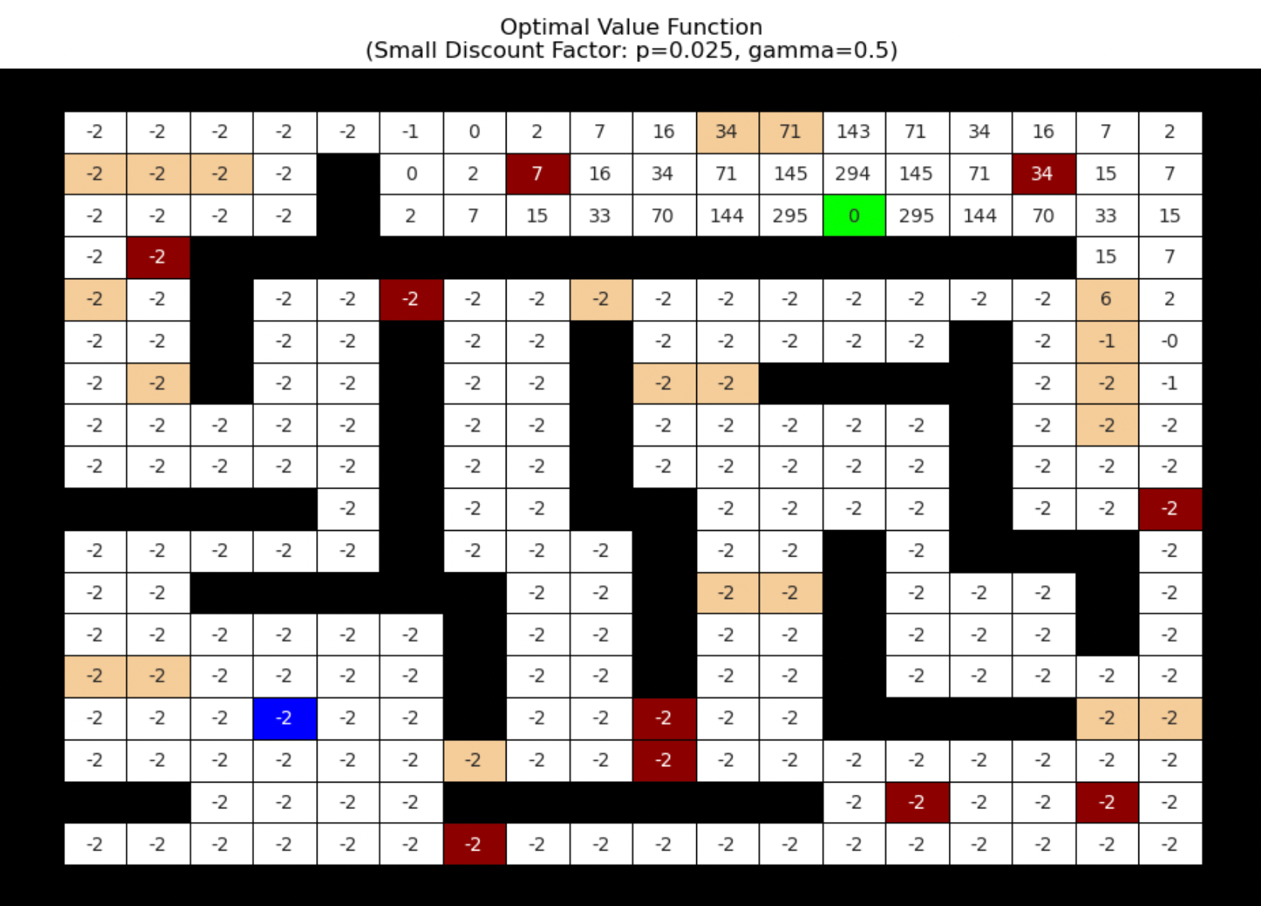 Optimal Value Function
(Small Discount Factor: p=0.025, gamma=0.5)
-2 -2 -2 -2 -2 -1 0 2 7 16 34 71 143 71 34 16 7 2
-2 -2 -2 -2 0 2 7 16 34 71 145 294 145 71 34 15 7
-2 -2 -2 -2 2 7 15 33 70 144 295 0 295 144 70 33 15
-2 -2 15 7
-2 -2 -2 -2 -2 -2 -2 -2 -2 -2 -2 -2 -2 -2 -2 6 2
-2 -2 -2 -2 -2 -2 -2 -2 -2 -2 -2 -2 -1 -0
-2 -2 -2 -2 -2 -2 -2 -2 -2 -2 -1
-2 -2 -2 -2 -2 -2 -2 -2 -2 -2 -2 -2 -2 -2 -2
-2 -2 -2 -2 -2 -2 -2 -2 -2 -2 -2 -2 -2 -2 -2
-2 -2 -2 -2 -2 -2 -2 -2 -2 -2
-2 -2 -2 -2 -2 -2 -2 -2 -2 -2 -2 -2
-2 -2 -2 -2 -2 -2 -2 -2 -2 -2
-2 -2 -2 -2 -2 -2 -2 -2 -2 -2 -2 -2 -2 -2
-2 -2 -2 -2 -2 -2 -2 -2 -2 -2 -2 -2 -2 -2 -2
-2 -2 -2 -2 -2 -2 -2 -2 -2 -2 -2 -2 -2
-2 -2 -2 -2 -2 -2 -2 -2 -2 -2 -2 -2 -2 -2 -2 -2 -2 -2
-2 -2 -2 -2 -2 -2 -2 -2 -2 -2
-2 -2 -2 -2 -2 -2 -2 -2 -2 -2 -2 -2 -2 -2 -2 -2 -2 -2